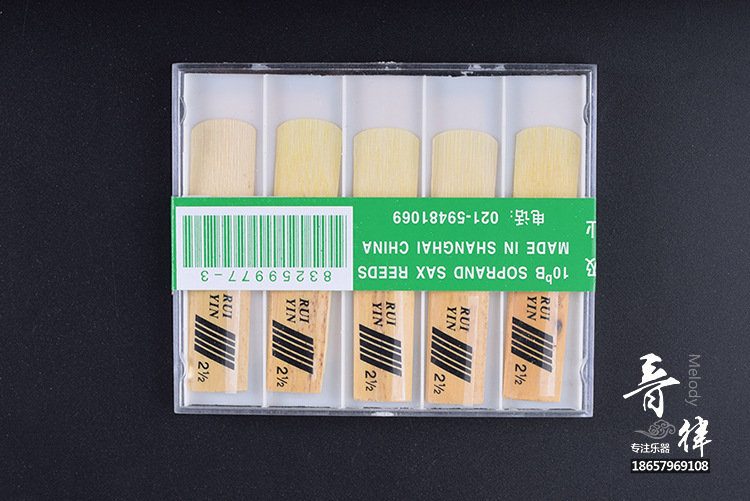 10ᵇB SOPRAND SAX REEDS
MADE IN SHANGHAI CHINA
电话: 021-59481069
83259977-3
RUI
YIN
2½
RUI
YIN
2½
RUI
YIN
2½
RUI
YIN
2½
RUI
YIN
2½
音律
Melody
专注乐器
18657969108